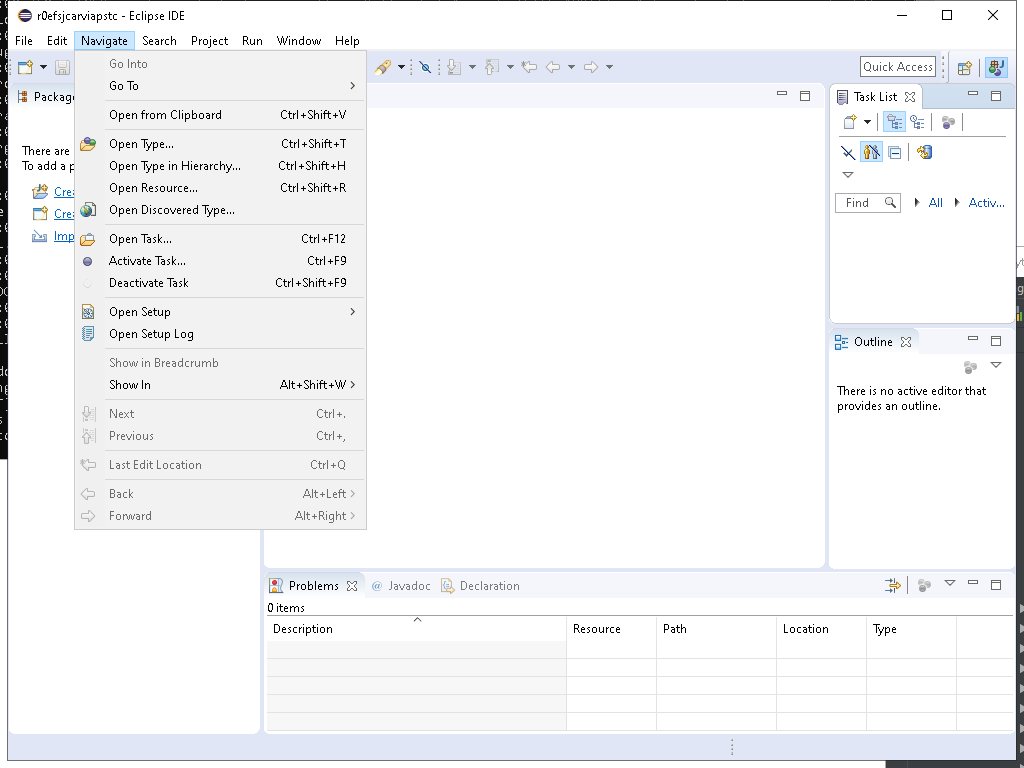 r0efsjcarviapstc - Eclipse IDE
File Edit Navigate Search Project Run Window Help
Quick Access
Go Into
Go To
Open from Clipboard Ctrl+Shift+V
Open Type... Ctrl+Shift+T
Open Type in Hierarchy... Ctrl+Shift+H
Open Resource... Ctrl+Shift+R
Open Discovered Type...
Open Task... Ctrl+F12
Activate Task... Ctrl+F9
Deactivate Task Ctrl+Shift+F9
Open Setup
Open Setup Log
Show in Breadcrumb
Show In Alt+Shift+W
Next Ctrl+.
Previous Ctrl+,
Last Edit Location Ctrl+Q
Back Alt+Left
Forward Alt+Right
Packag
There are
To add a p
Crea
Crea
Imp
Task List
Find All Activ...
Outline
There is no active editor that
provides an outline.
Problems @ Javadoc Declaration
0 items
Description Resource Path Location Type